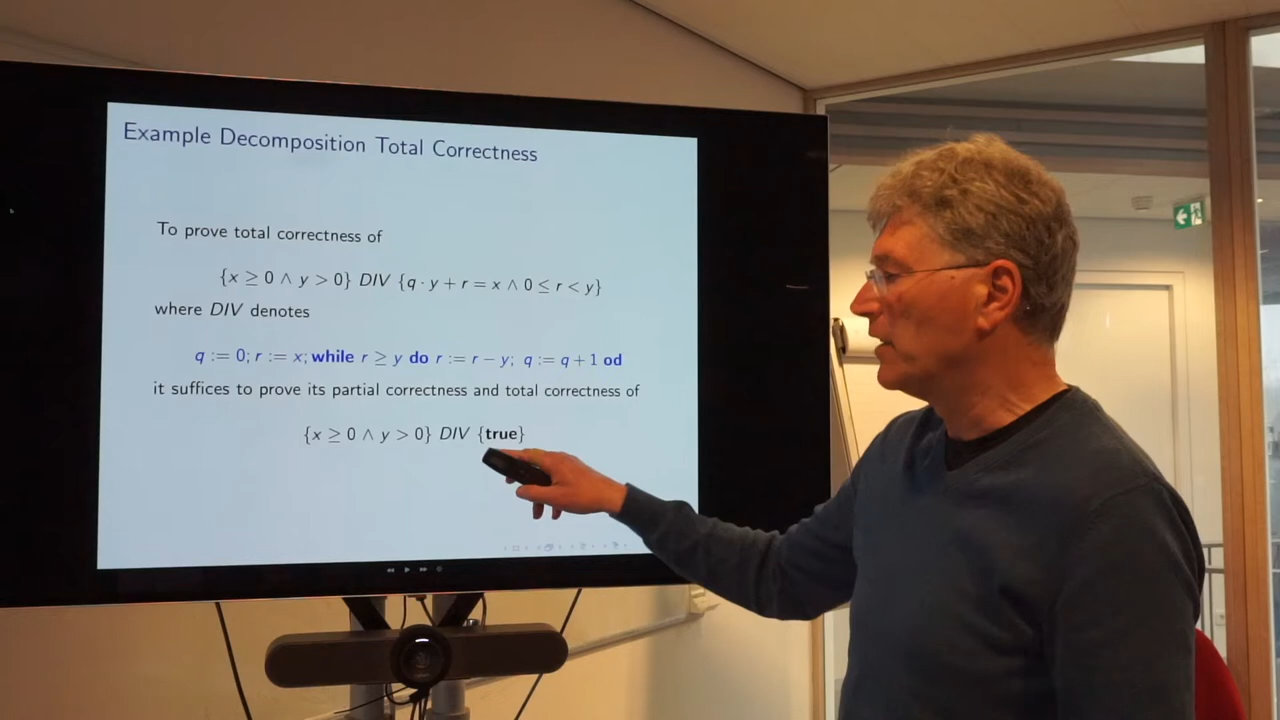 Example Decomposition Total Correctness
To prove total correctness of
{x ≥ 0 ∧ y > 0} DIV {q · y + r = x ∧ 0 ≤ r < y}
where DIV denotes
q := 0; r := x; while r ≥ y do r := r − y; q := q + 1 od
it suffices to prove its partial correctness and total correctness of
{x ≥ 0 ∧ y > 0} DIV {true}